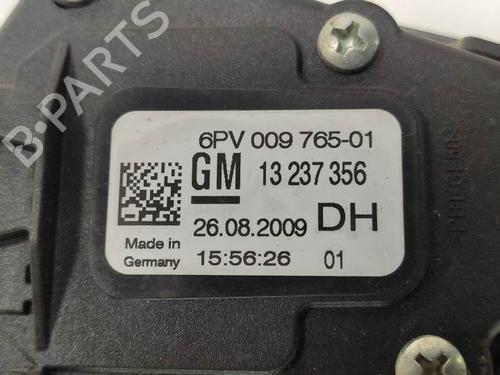 B-PARTS
6PV 009 765-01
GM 13 237 356
26.08.2009 DH
Made in
Germany
15:56:26 01